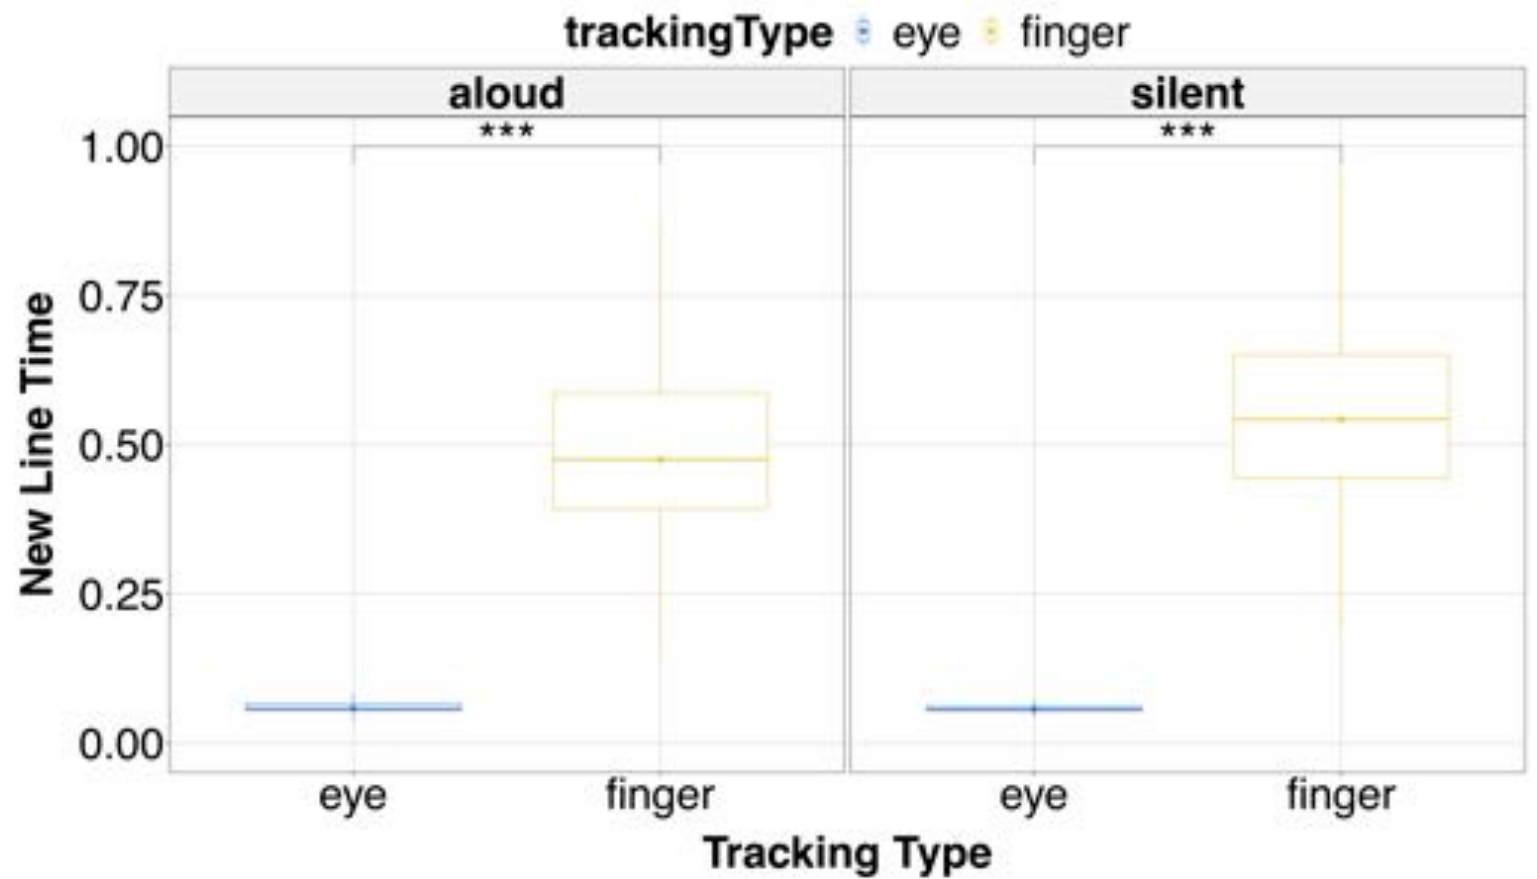 trackingType eye finger
aloud silent
*** ***
1.00
0.75
0.50
0.25
0.00
New Line Time
eye finger eye finger
Tracking Type